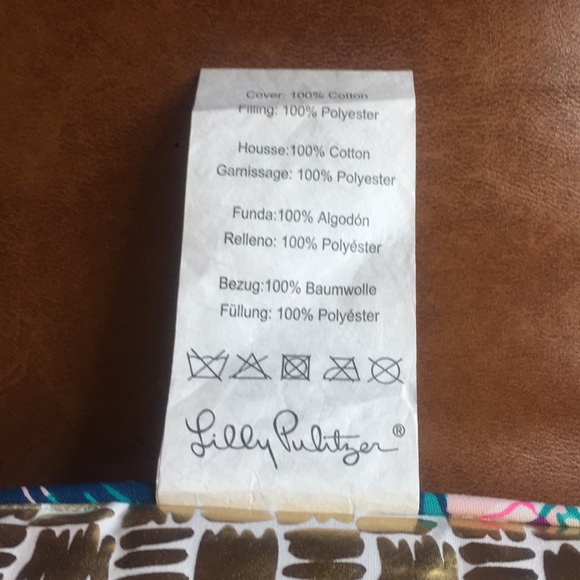 Cover: 100% Cotton
Filling: 100% Polyester
Housse:100% Cotton
Garnissage: 100% Polyester
Funda:100% Algodón
Relleno: 100% Polyéster
Bezug:100% Baumwolle
Füllung: 100% Polyéster
Lilly Pulitzer®